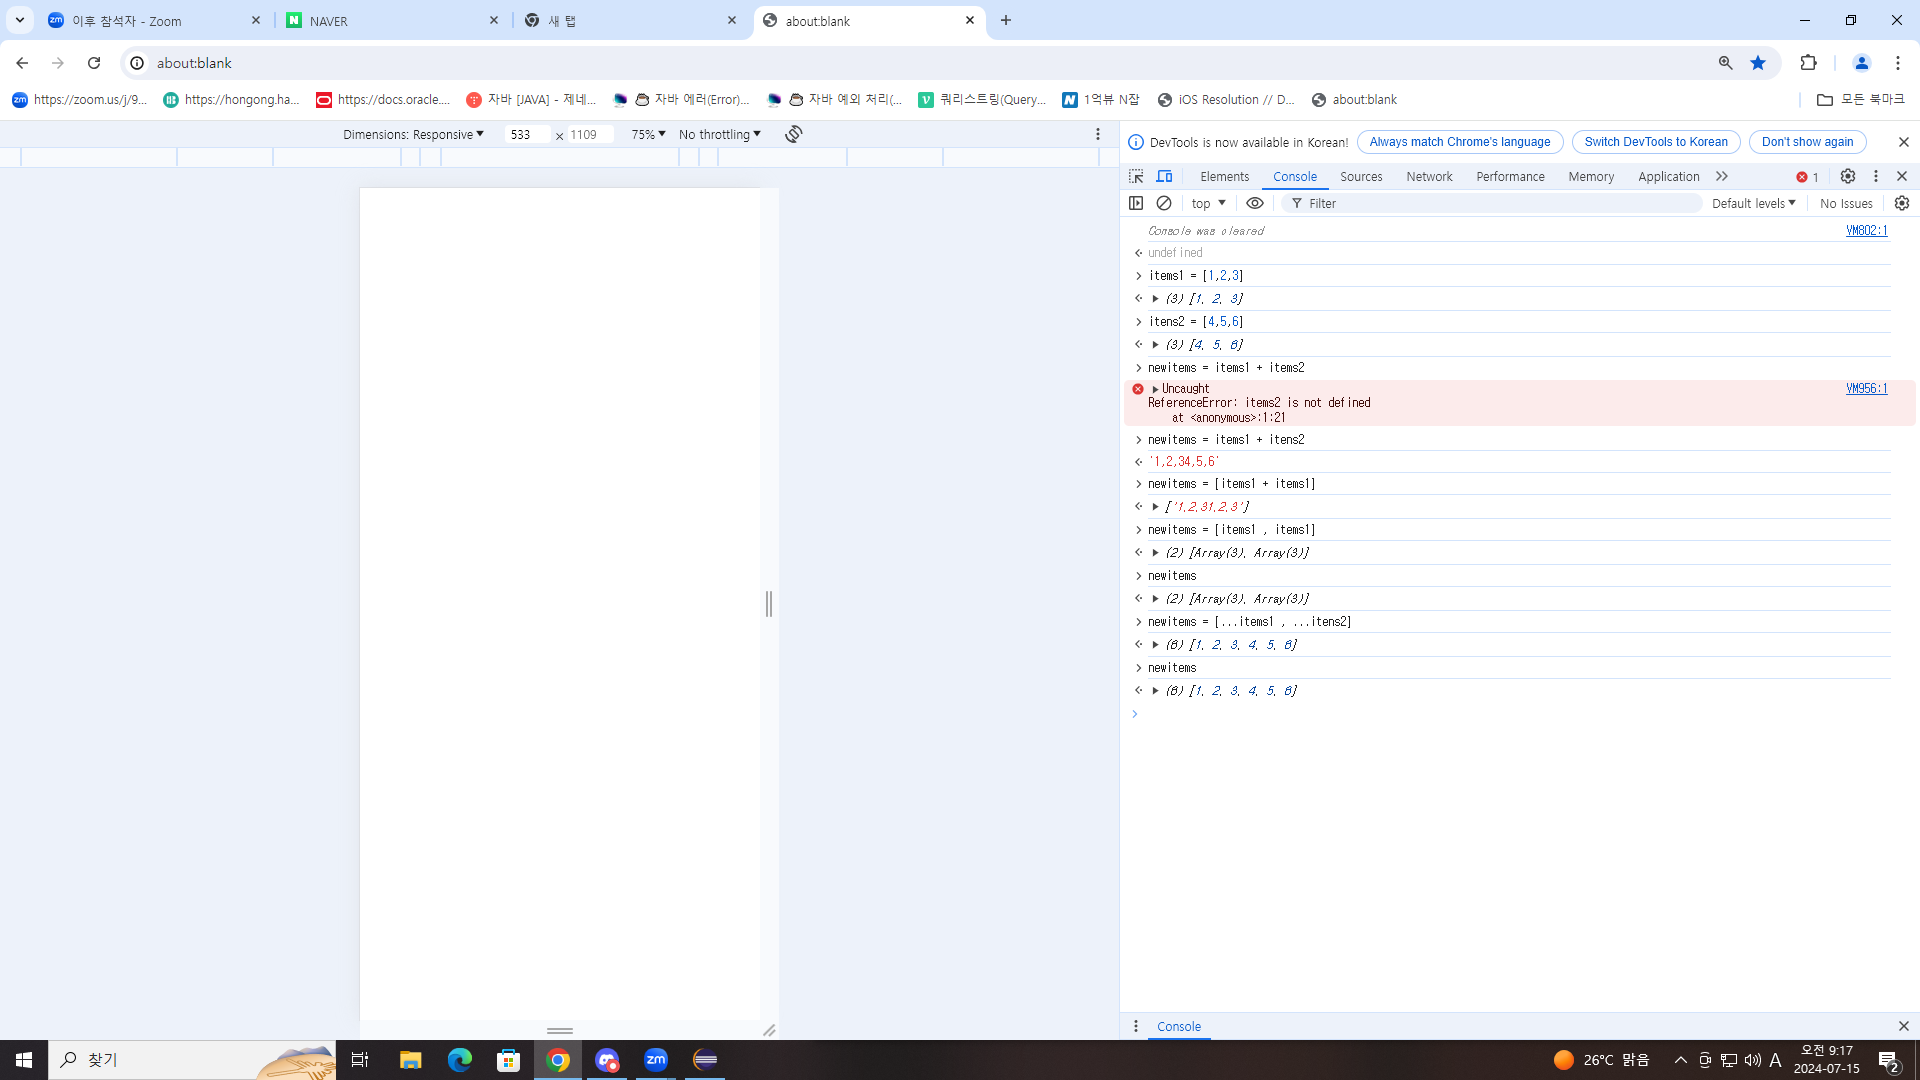 이후 참석자 - Zoom
NAVER
새 탭
about:blank
about:blank
https://zoom.us/j/9...
https://hongong.ha...
https://docs.oracle....
자바 [JAVA] - 제네...
자바 에러(Error)...
자바 예외 처리(...
쿼리스트링(Query...
1억뷰 N잡
iOS Resolution // D...
about:blank
모든 북마크
Dimensions: Responsive
533 × 1109
75%
No throttling
DevTools is now available in Korean!
Always match Chrome's language
Switch DevTools to Korean
Don't show again
Elements
Console
Sources
Network
Performance
Memory
Application
1
top
Filter
Default levels
No Issues
Console was cleared VM802:1
undefined
items1 = [1,2,3]
(3) [1, 2, 3]
itens2 = [4,5,6]
(3) [4, 5, 6]
newitems = items1 + items2
Uncaught VM956:1
ReferenceError: items2 is not defined
at <anonymous>:1:21
newitems = items1 + itens2
'1,2,34,5,6'
newitems = [items1 + items1]
['1,2,31,2,3']
newitems = [items1 , items1]
(2) [Array(3), Array(3)]
newitems
(2) [Array(3), Array(3)]
newitems = [...items1 , ...itens2]
(6) [1, 2, 3, 4, 5, 6]
newitems
(6) [1, 2, 3, 4, 5, 6]
Console
찾기
26°C 맑음
A
오전 9:17
2024-07-15
2